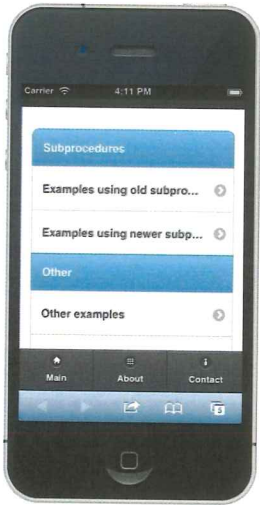 Carrier 4:11 PM
Subprocedures
Examples using old subpro...
Examples using newer subp...
Other
Other examples
Main About Contact
5